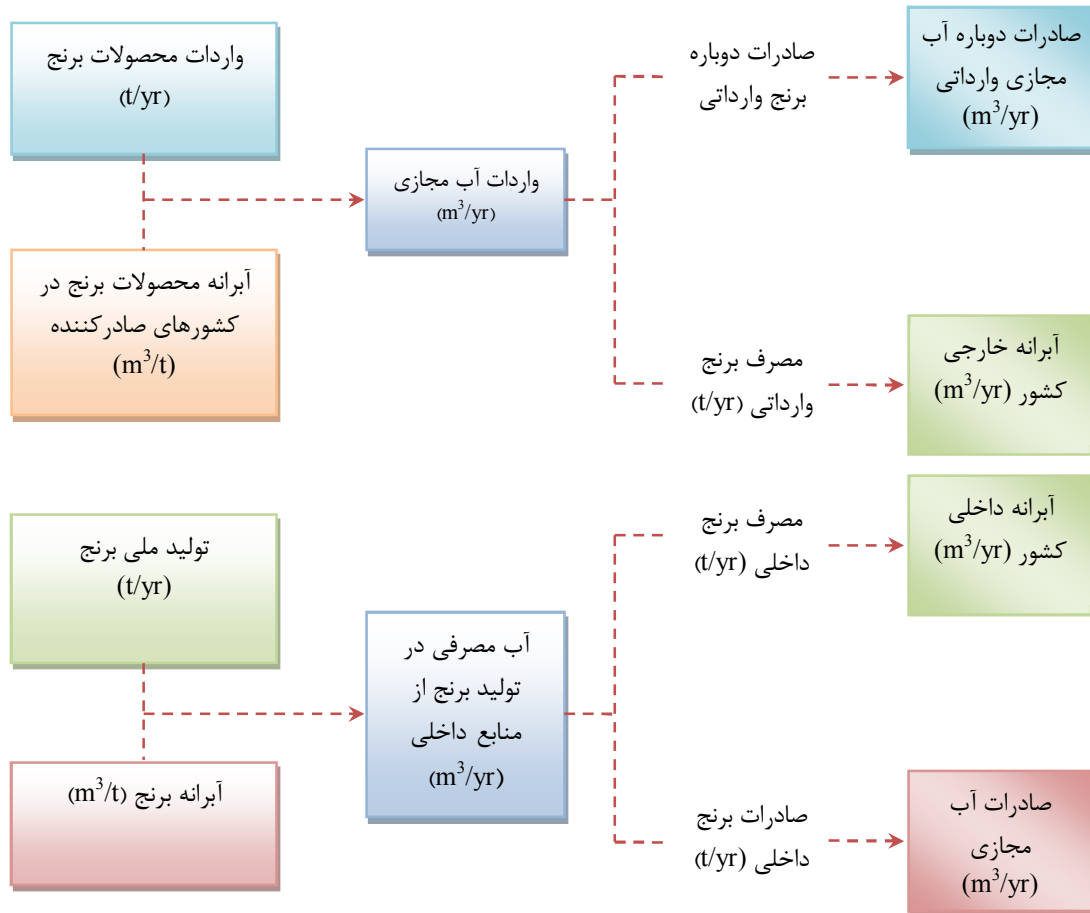 واردات محصولات برنج
(t/yr)
آبرانه محصولات برنج در
کشورهای صادرکننده
(m³/t)
واردات آب مجازی
(m³/yr)
صادرات دوباره
برنج وارداتی
صادرات دوباره آب
مجازی وارداتی
(m³/yr)
مصرف برنج
وارداتی (t/yr)
آبرانه خارجی
کشور (m³/yr)
تولید ملی برنج
(t/yr)
آبرانه برنج (m³/t)
آب مصرفی در
تولید برنج از
منابع داخلی
(m³/yr)
مصرف برنج
داخلی (t/yr)
آبرانه داخلی
کشور (m³/yr)
صادرات برنج
داخلی (t/yr)
صادرات آب
مجازی
(m³/yr)